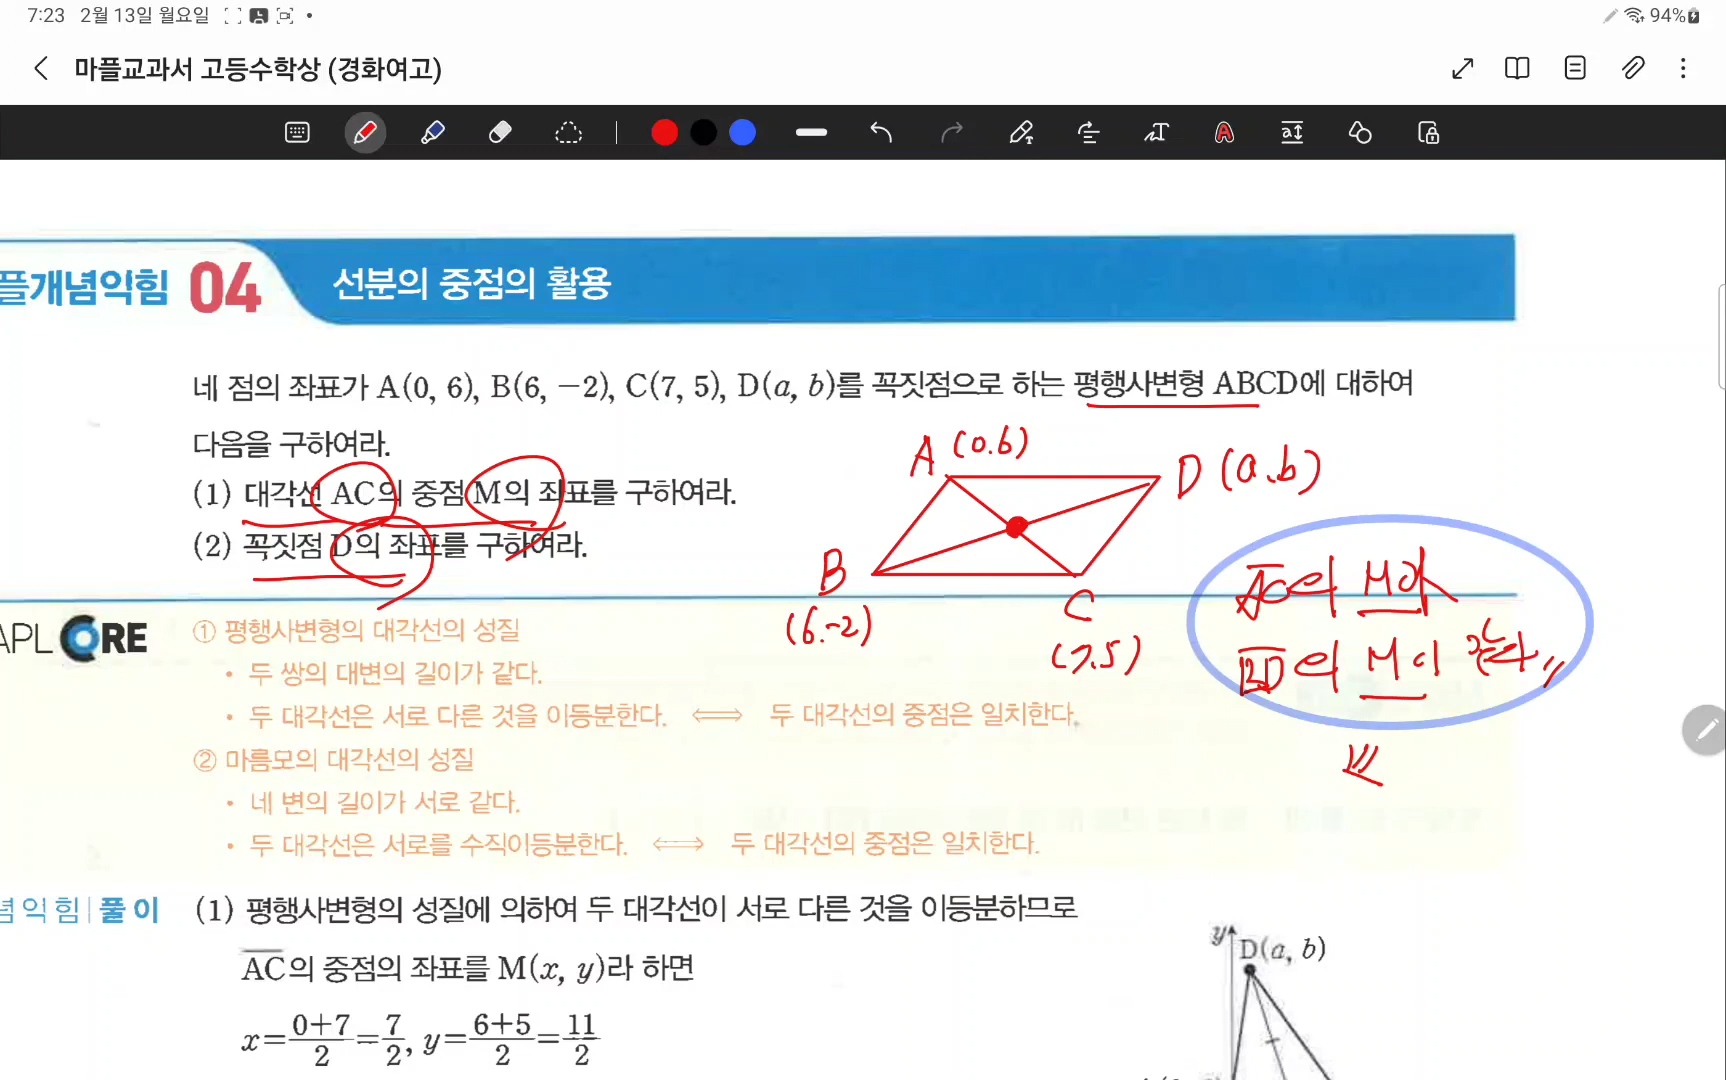 7:23 2월 13일 월요일
94%
마플교과서 고등수학상 (경화여고)
플개념익힘 04 선분의 중점의 활용
네 점의 좌표가 A(0, 6), B(6, −2), C(7, 5), D(a, b)를 꼭짓점으로 하는 평행사변형 ABCD에 대하여
다음을 구하여라.
(1) 대각선 AC의 중점 M의 좌표를 구하여라.
(2) 꼭짓점 D의 좌표를 구하여라.
A (0.6)
D (a.b)
B
(6.-2)
C
(7.5)
AC의 M과
BD의 M이 같다
APL CORE
① 평행사변형의 대각선의 성질
• 두 쌍의 대변의 길이가 같다.
• 두 대각선은 서로 다른 것을 이등분한다. ⟺ 두 대각선의 중점은 일치한다.
② 마름모의 대각선의 성질
• 네 변의 길이가 서로 같다.
• 두 대각선은 서로를 수직이등분한다. ⟺ 두 대각선의 중점은 일치한다.
념익힘 | 풀이 (1) 평행사변형의 성질에 의하여 두 대각선이 서로 다른 것을 이등분하므로
AC의 중점의 좌표를 M(x, y)라 하면
x=0+7/2=7/2, y=6+5/2=11/2
y
D(a, b)